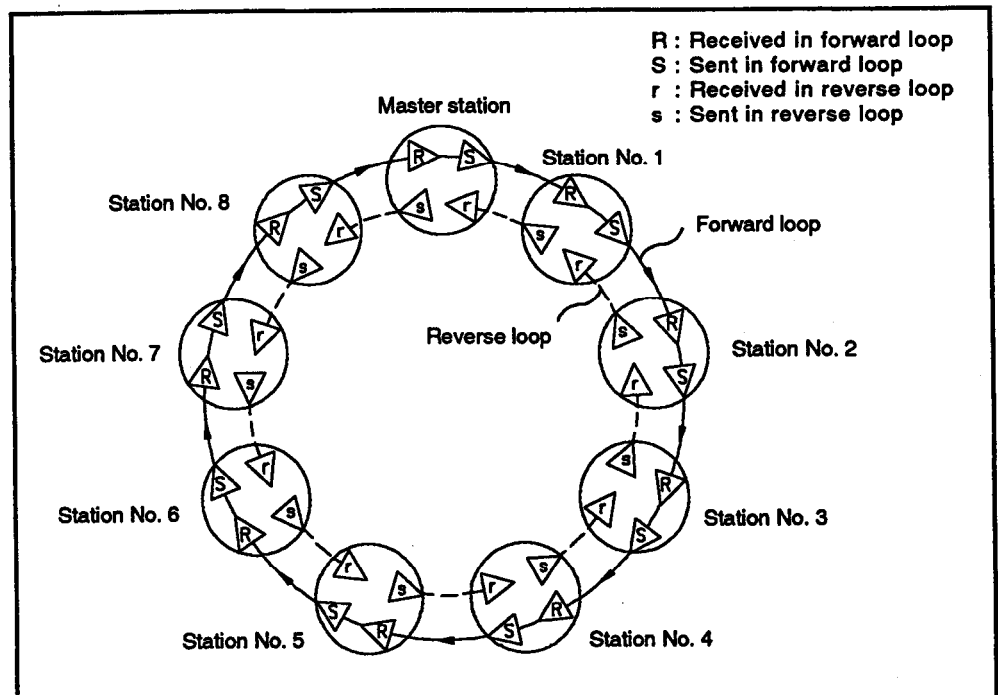 R : Received in forward loop
S : Sent in forward loop
r : Received in reverse loop
s : Sent in reverse loop
Master station
R S
Station No. 1
R
S
s
r
Station No. 8
S
R
r
s
s r
Forward loop
Reverse loop
Station No. 7
S
R
r
s
Station No. 2
R
S
s
r
Station No. 6
S
R
r
s
Station No. 3
R
S
s
r
Station No. 5
r
s
S
R
Station No. 4
r
s
S
R